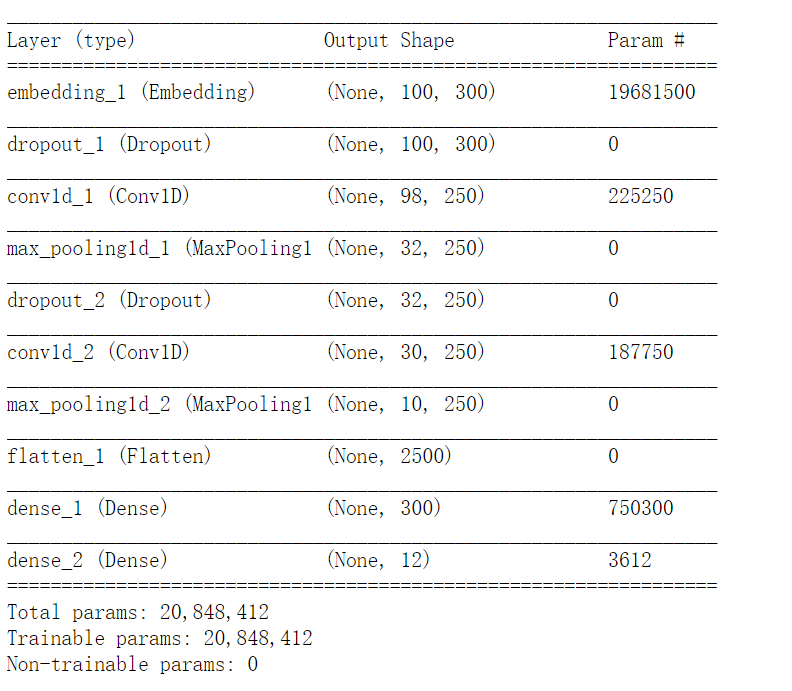 Layer (type) Output Shape Param #
embedding_1 (Embedding) (None, 100, 300) 19681500
dropout_1 (Dropout) (None, 100, 300) 0
conv1d_1 (Conv1D) (None, 98, 250) 225250
max_pooling1d_1 (MaxPooling1 (None, 32, 250) 0
dropout_2 (Dropout) (None, 32, 250) 0
conv1d_2 (Conv1D) (None, 30, 250) 187750
max_pooling1d_2 (MaxPooling1 (None, 10, 250) 0
flatten_1 (Flatten) (None, 2500) 0
dense_1 (Dense) (None, 300) 750300
dense_2 (Dense) (None, 12) 3612
Total params: 20,848,412
Trainable params: 20,848,412
Non-trainable params: 0